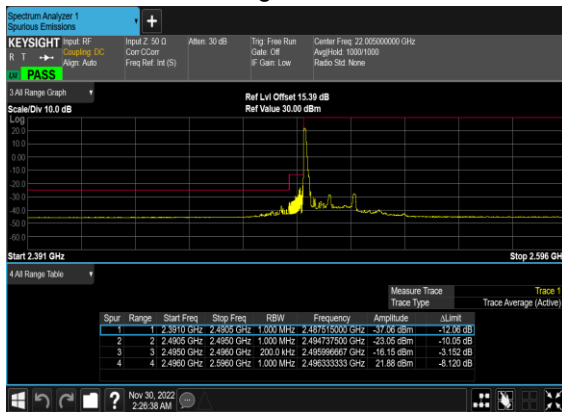 Spectrum Analyzer 1
Spurious Emissions
KEYSIGHT Input: RF Input Z: 50 Ω Atten: 30 dB Trig: Free Run Center Freq: 22.005000000 GHz
R T Coupling: DC Corr CCorr Gate: Off Avg|Hold: 1000/1000
Align: Auto Freq Ref: Int (S) IF Gain: Low Radio Std: None
PASS
3 All Range Graph
Ref Lvl Offset 15.39 dB
Scale/Div 10.0 dB Ref Value 30.00 dBm
Log
20.0
10.0
0.00
-10.0
-20.0
-30.0
-40.0
-50.0
-60.0
Start 2.391 GHz Stop 2.596 GH
4 All Range Table
Measure Trace Trace 1
Trace Type Trace Average (Active)
Spur Range Start Freq Stop Freq RBW Frequency Amplitude ΔLimit
1 1 2.3910 GHz 2.4905 GHz 1.000 MHz 2.487515000 GHz -37.06 dBm -12.06 dB
2 2 2.4905 GHz 2.4950 GHz 1.000 MHz 2.494737500 GHz -23.05 dBm -10.05 dB
3 3 2.4950 GHz 2.4960 GHz 200.0 kHz 2.495996667 GHz -16.15 dBm -3.152 dB
4 4 2.4960 GHz 2.5960 GHz 1.000 MHz 2.496333333 GHz 21.88 dBm -8.120 dB
Nov 30, 2022
2:26:38 AM